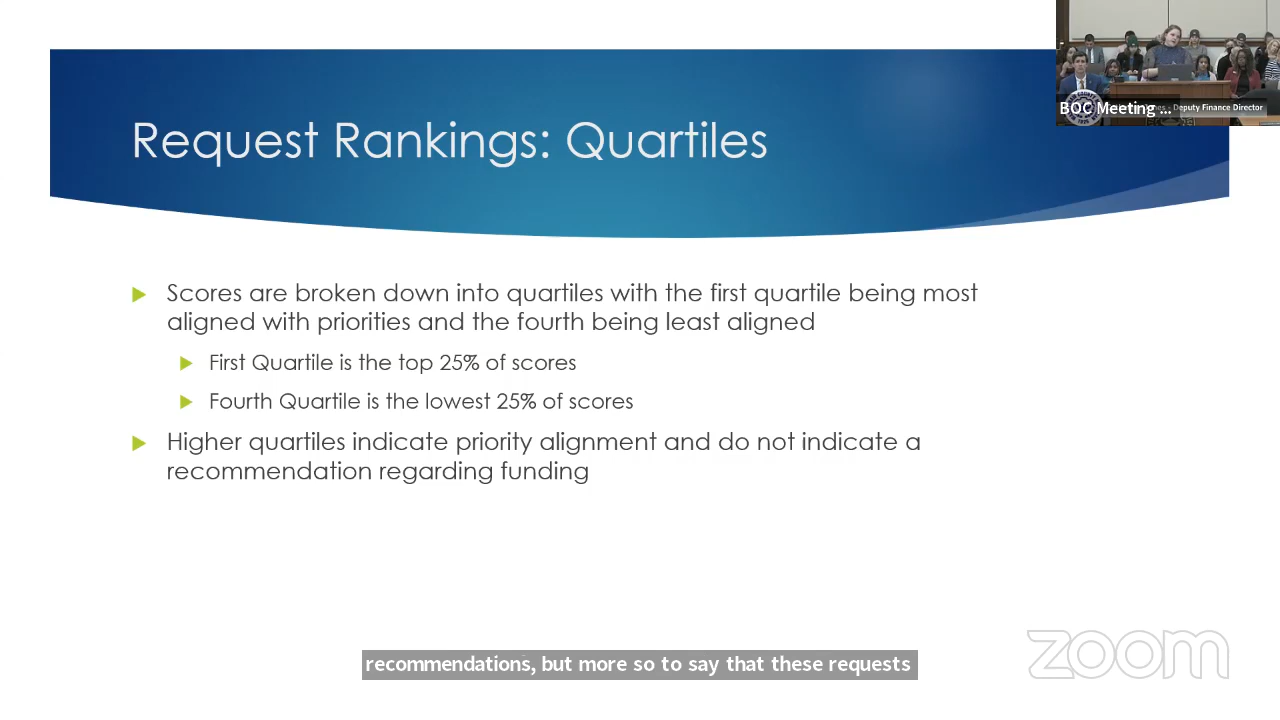 BOC Meeting ...
- Deputy Finance Director
Request Rankings: Quartiles
Scores are broken down into quartiles with the first quartile being most
aligned with priorities and the fourth being least aligned
First Quartile is the top 25% of scores
Fourth Quartile is the lowest 25% of scores
Higher quartiles indicate priority alignment and do not indicate a
recommendation regarding funding
recommendations, but more so to say that these requests
zoom